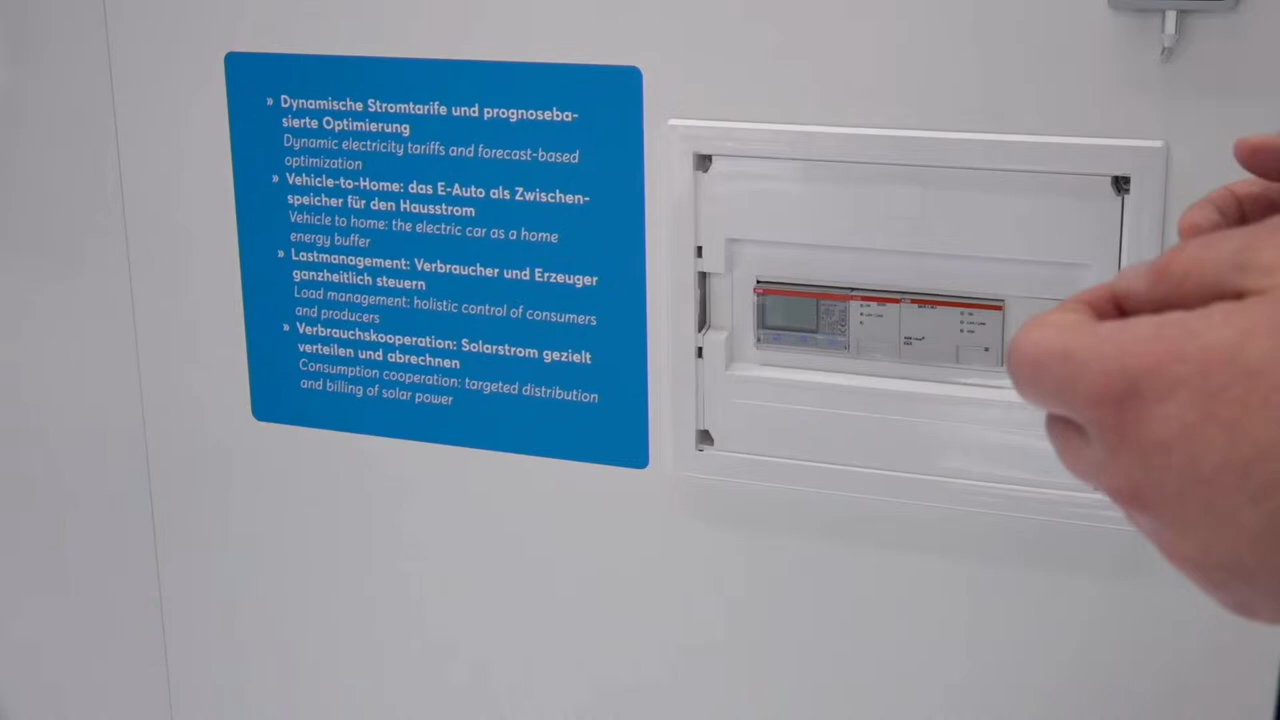 » Dynamische Stromtarife und prognoseba-
sierte Optimierung
Dynamic electricity tariffs and forecast-based
optimization
» Vehicle-to-Home: das E-Auto als Zwischen-
speicher für den Hausstrom
Vehicle to home: the electric car as a home
energy buffer
» Lastmanagement: Verbraucher und Erzeuger
ganzheitlich steuern
Load management: holistic control of consumers
and producers
» Verbrauchskooperation: Solarstrom gezielt
verteilen und abrechnen
Consumption cooperation: targeted distribution
and billing of solar power